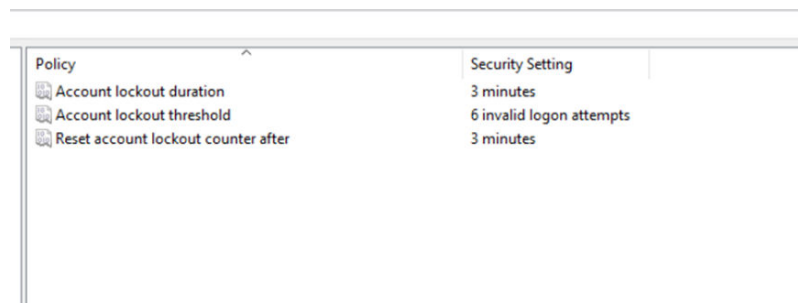 Policy Security Setting
Account lockout duration 3 minutes
Account lockout threshold 6 invalid logon attempts
Reset account lockout counter after 3 minutes